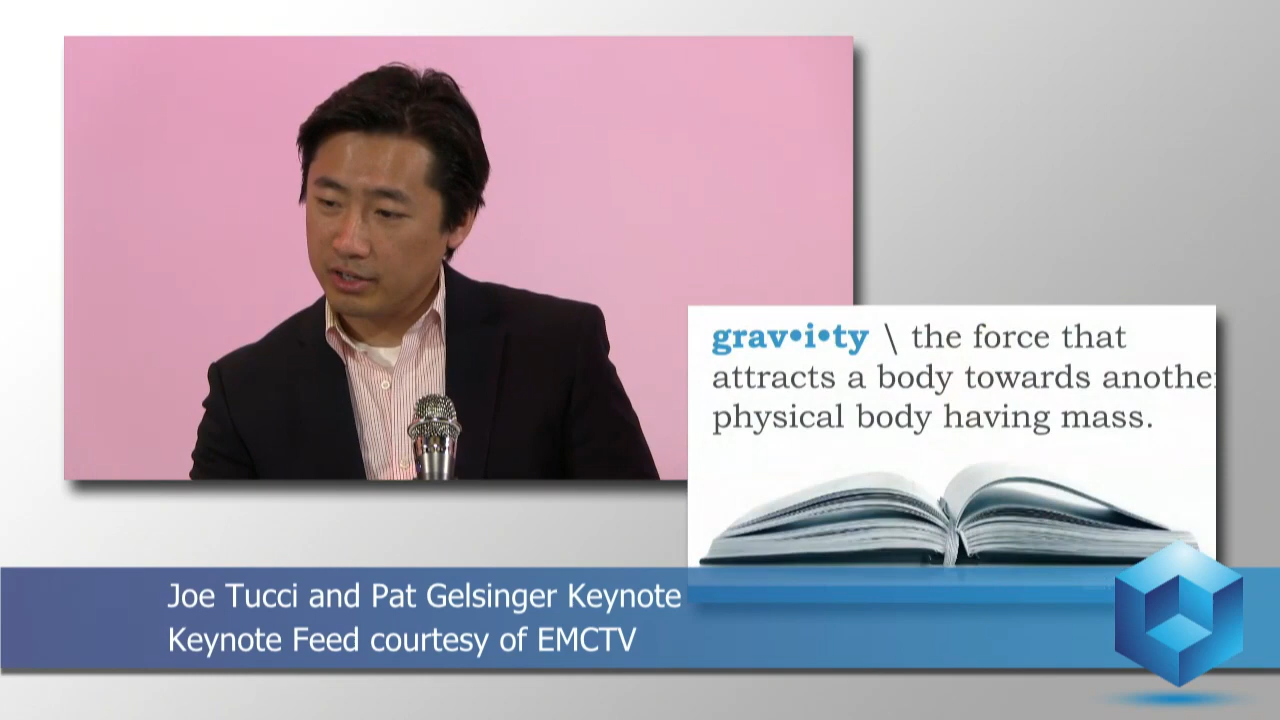 grav•i•ty \ the force that
attracts a body towards anothe
physical body having mass.
Joe Tucci and Pat Gelsinger Keynote
Keynote Feed courtesy of EMCTV